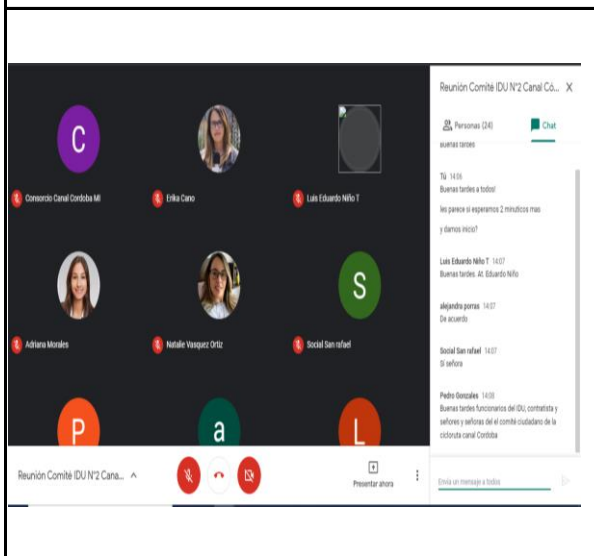 C
Consorcio Canal Cordoba MI
Erika Cano
Luis Eduardo Niño T
Adriana Morales
Natalie Vasquez Ortiz
S
Social San rafael
P
a
L
Reunión Comité IDU N°2 Cana...
Presentar ahora
Reunión Comité IDU N°2 Canal Có... X
Personas (24)
Chat
Buenas tardes
Tú 14:06
Buenas tardes a todos!
les parece si esperamos 2 minuticos mas
y damos inicio?
Luis Eduardo Niño T 14:07
Buenas tardes. At. Eduardo Niño
alejandro porras 14:07
De acuerdo
Social San rafael 14:07
Sí señora
Pedro Gonzales 14:08
Buenas tardes funcionarios del IDU, contratista y
señores y señoras del el comité ciudadano de la
cicloruta canal Cordoba
Envía un mensaje a todos